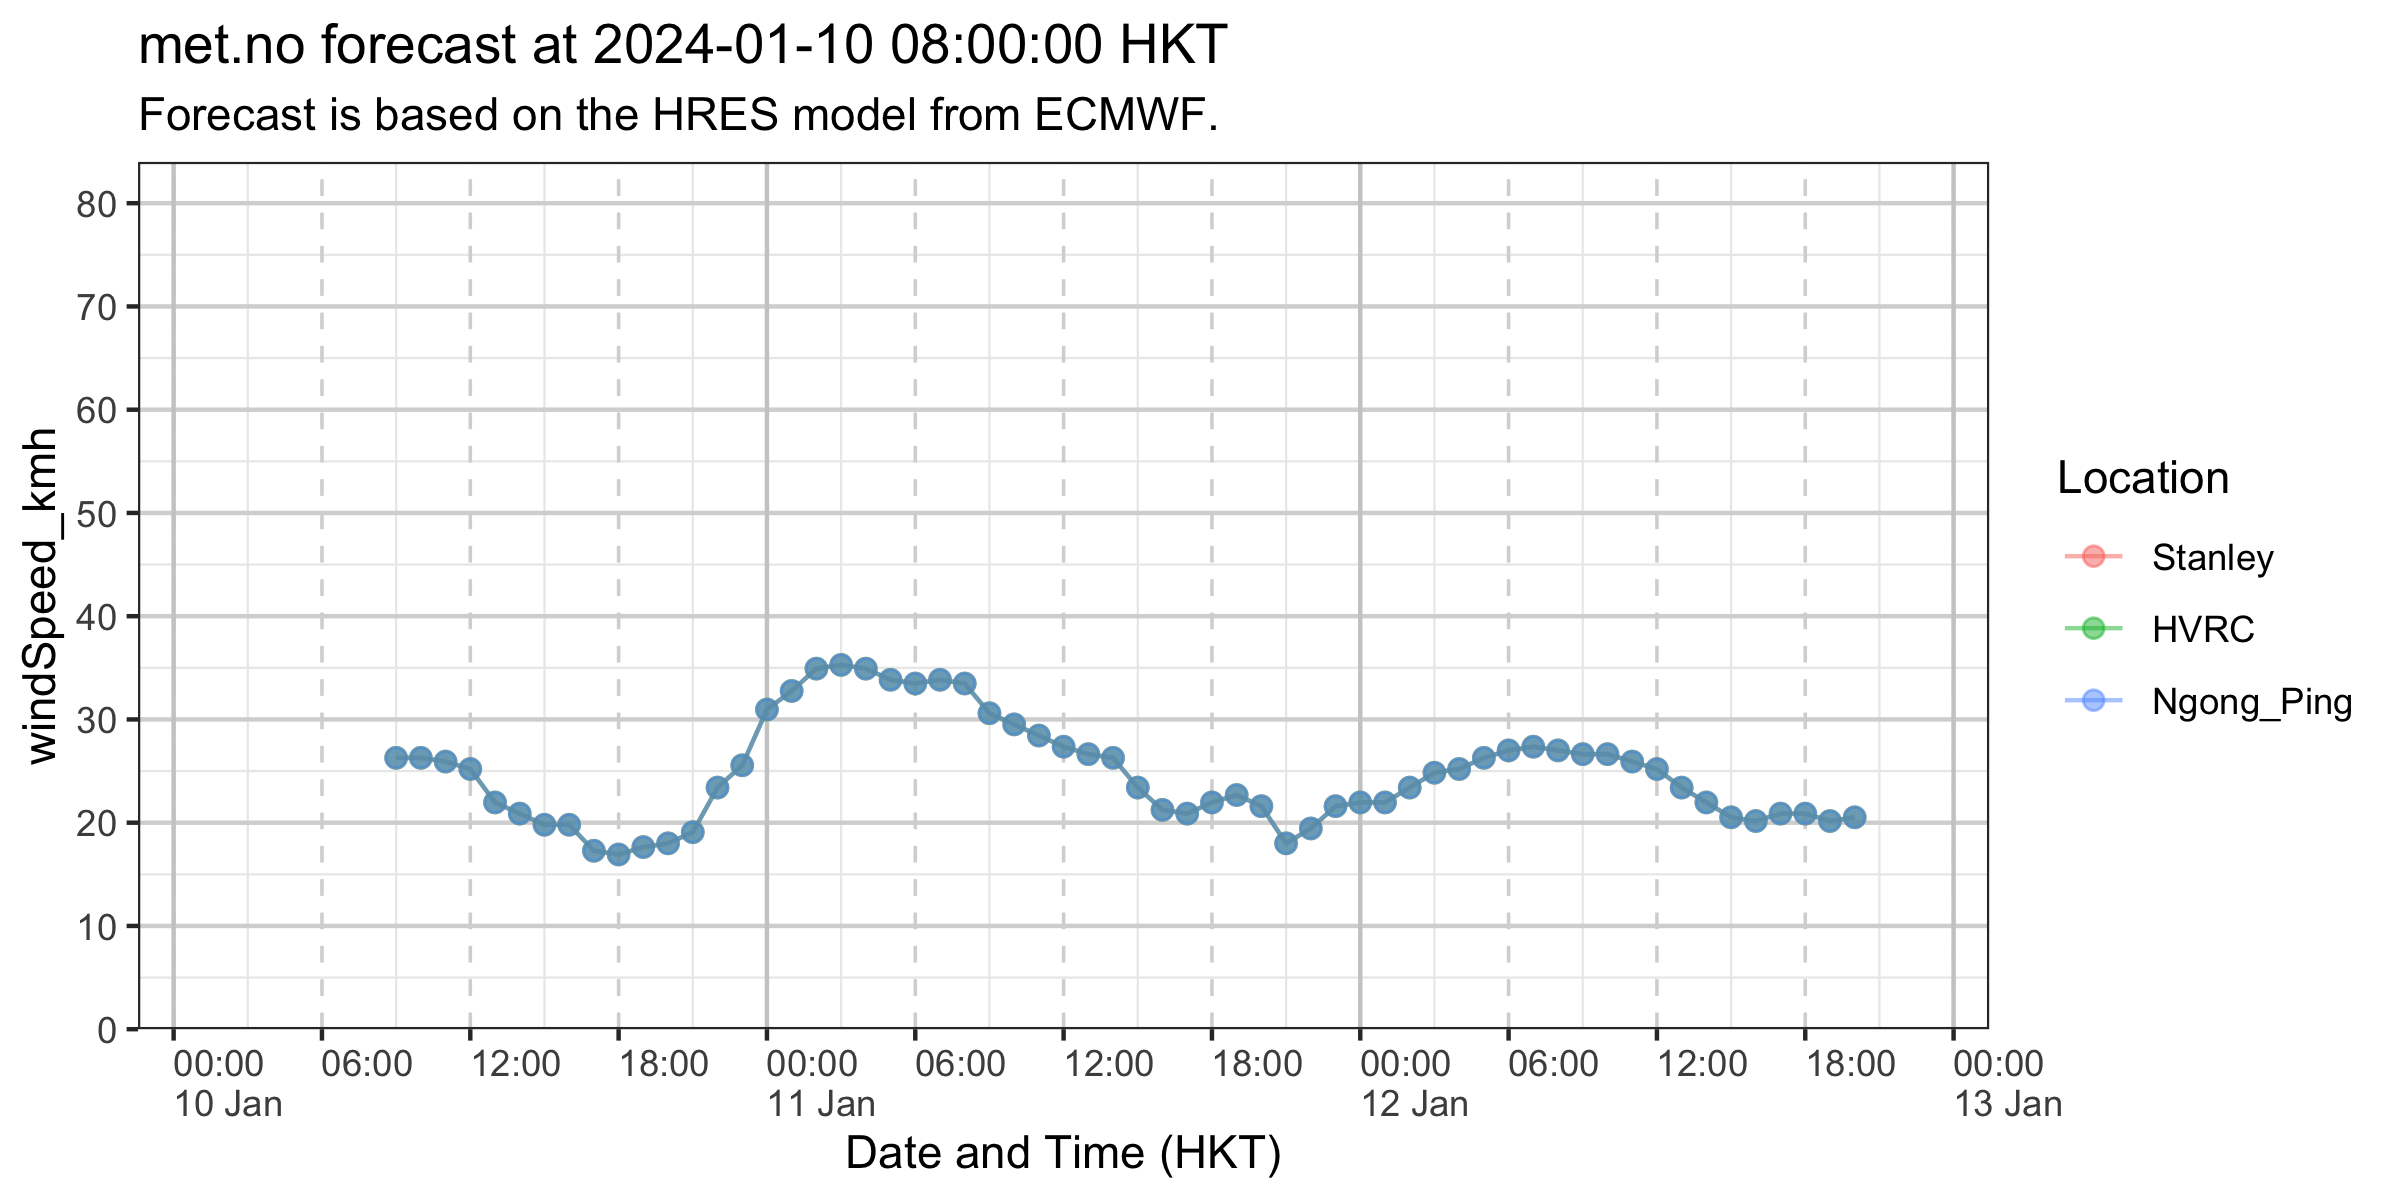 met.no forecast at 2024-01-10 08:00:00 HKT
Forecast is based on the HRES model from ECMWF.
windSpeed_kmh
80
70
60
50
40
30
20
10
0
00:00 06:00 12:00 18:00 00:00 06:00 12:00 18:00 00:00 06:00 12:00 18:00 00:00
10 Jan 11 Jan 12 Jan 13 Jan
Date and Time (HKT)
Location
Stanley
HVRC
Ngong_Ping